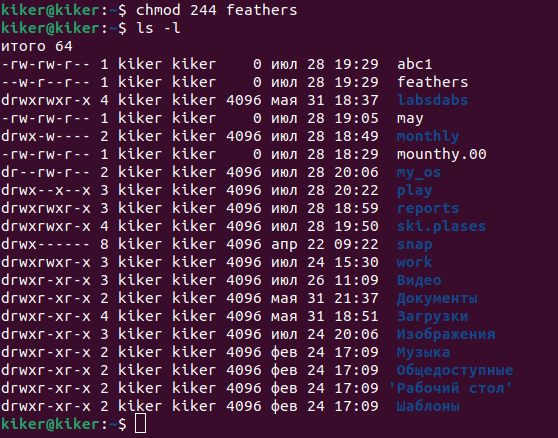 kiker@kiker:~$ chmod 244 feathers
kiker@kiker:~$ ls -l
итого 64
-rw-rw-r-- 1 kiker kiker    0 июл 28 19:29  abc1
--w-r--r-- 1 kiker kiker    0 июл 28 19:29  feathers
drwxrwxr-x 4 kiker kiker 4096 мая 31 18:37  labsdabs
-rw-rw-r-- 1 kiker kiker    0 июл 28 19:05  may
drwx-w---- 2 kiker kiker 4096 июл 28 18:49  monthly
-rw-rw-r-- 1 kiker kiker    0 июл 28 18:29  mounthy.00
dr--rw-r-- 2 kiker kiker 4096 июл 28 20:06  my_os
drwx--x--x 3 kiker kiker 4096 июл 28 20:22  play
drwxrwxr-x 3 kiker kiker 4096 июл 28 18:59  reports
drwxrwxr-x 4 kiker kiker 4096 июл 28 19:50  ski.plases
drwx------ 8 kiker kiker 4096 апр 22 09:22  snap
drwxrwxr-x 3 kiker kiker 4096 июл 24 15:30  work
drwxr-xr-x 3 kiker kiker 4096 июл 26 11:09  Видео
drwxr-xr-x 2 kiker kiker 4096 мая 31 21:37  Документы
drwxr-xr-x 4 kiker kiker 4096 мая 31 18:51  Загрузки
drwxr-xr-x 3 kiker kiker 4096 июл 24 20:06  Изображения
drwxr-xr-x 2 kiker kiker 4096 фев 24 17:09  Музыка
drwxr-xr-x 2 kiker kiker 4096 фев 24 17:09  Общедоступные
drwxr-xr-x 2 kiker kiker 4096 фев 24 17:09 'Рабочий стол'
drwxr-xr-x 2 kiker kiker 4096 фев 24 17:09  Шаблоны
kiker@kiker:~$